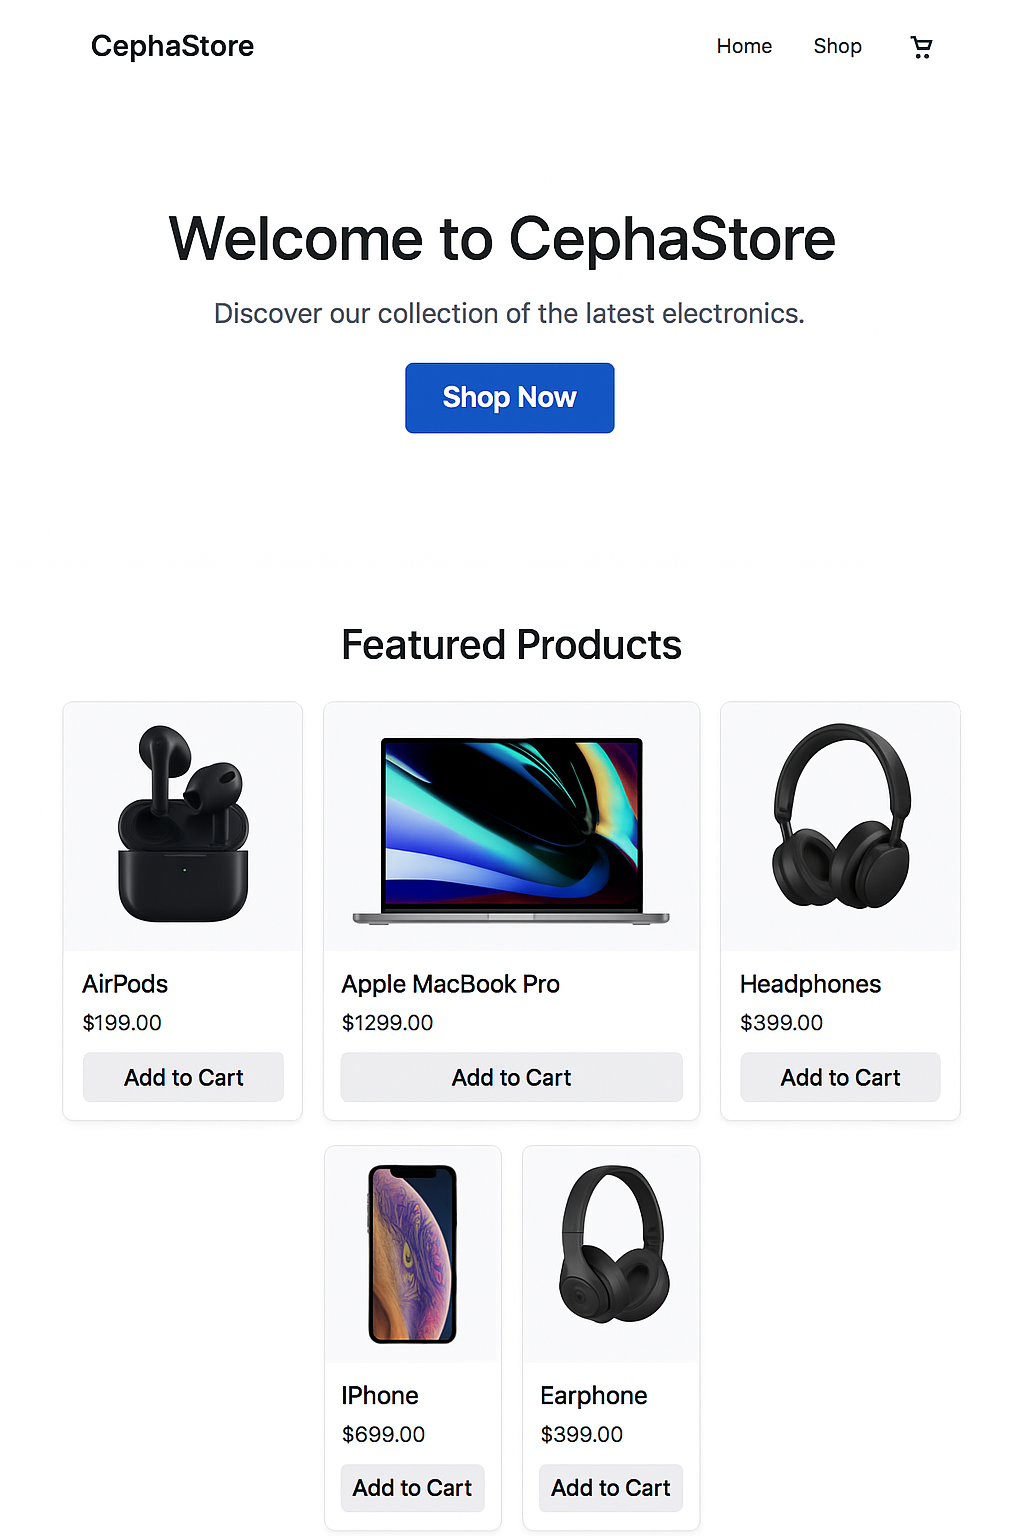 CephaStore
Home Shop
Welcome to CephaStore
Discover our collection of the latest electronics.
Shop Now
Featured Products
AirPods
$199.00
Add to Cart
Apple MacBook Pro
$1299.00
Add to Cart
Headphones
$399.00
Add to Cart
IPhone
$699.00
Add to Cart
Earphone
$399.00
Add to Cart